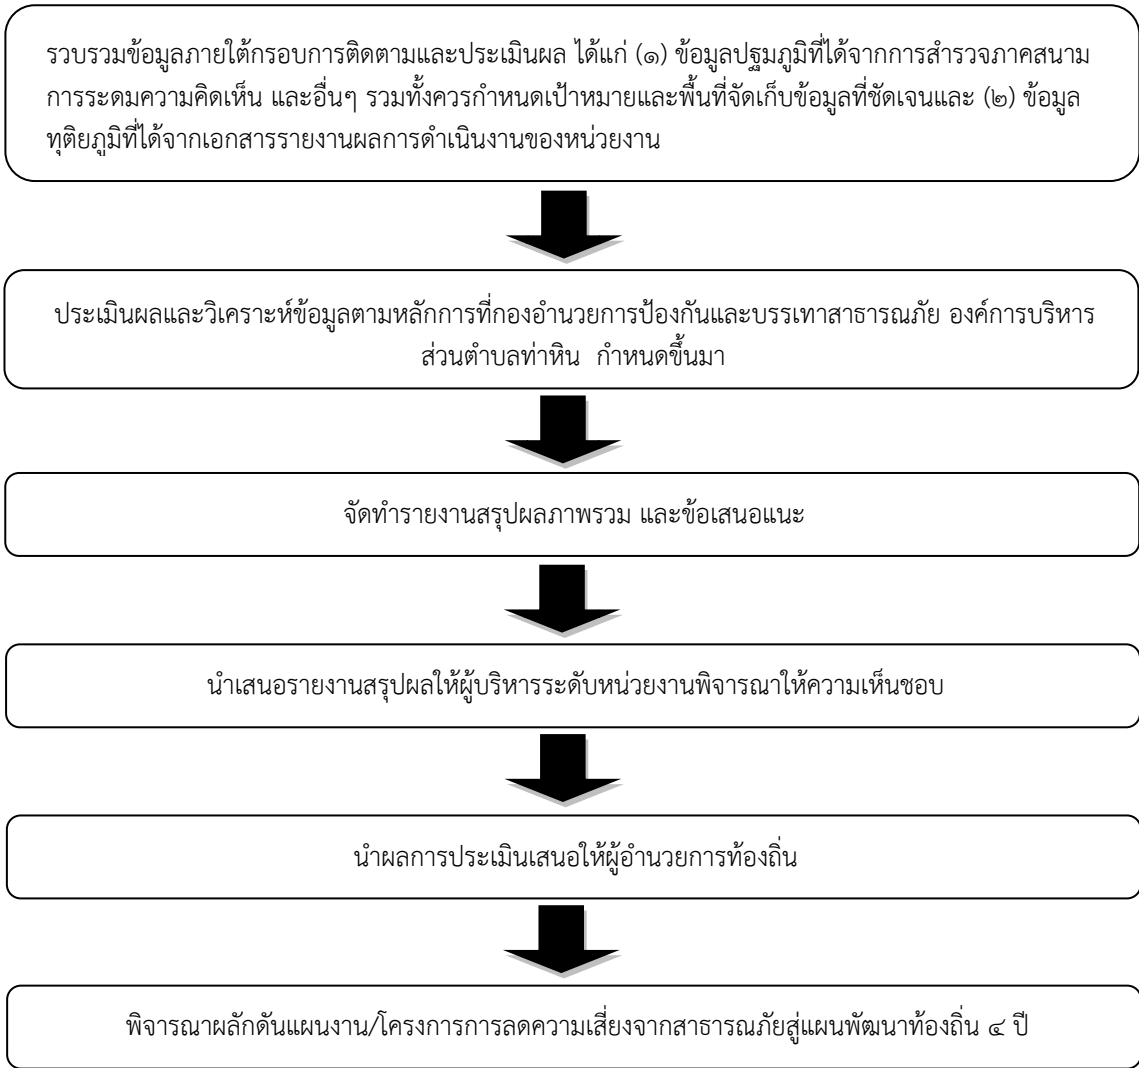 รวบรวมข้อมูลภายใต้กรอบการติดตามและประเมินผล ได้แก่ (๑) ข้อมูลปฐมภูมิที่ได้จากการสำรวจภาคสนาม
การระดมความคิดเห็น และอื่นๆ รวมทั้งควรกำหนดเป้าหมายและพื้นที่จัดเก็บข้อมูลที่ชัดเจนและ (๒) ข้อมูล
ทุติยภูมิที่ได้จากเอกสารรายงานผลการดำเนินงานของหน่วยงาน
ประเมินผลและวิเคราะห์ข้อมูลตามหลักการที่กองอำนวยการป้องกันและบรรเทาสาธารณภัย องค์การบริหาร
ส่วนตำบลท่าหิน กำหนดขึ้นมา
จัดทำรายงานสรุปผลภาพรวม และข้อเสนอแนะ
นำเสนอรายงานสรุปผลให้ผู้บริหารระดับหน่วยงานพิจารณาให้ความเห็นชอบ
นำผลการประเมินเสนอให้ผู้อำนวยการท้องถิ่น
พิจารณาผลักดันแผนงาน/โครงการการลดความเสี่ยงจากสาธารณภัยสู่แผนพัฒนาท้องถิ่น ๔ ปี